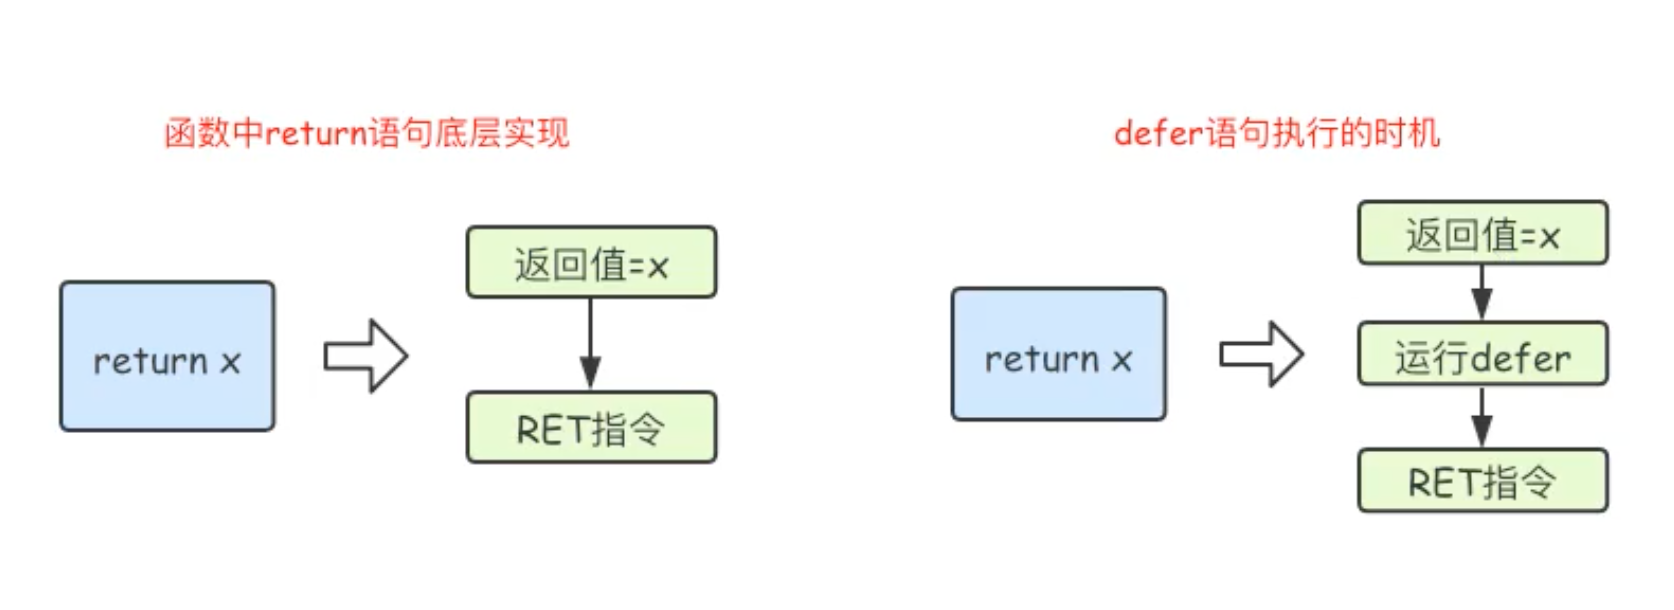 函数中return语句底层实现
return x
返回值=x
RET指令
defer语句执行的时机
return x
返回值=x
运行defer
RET指令